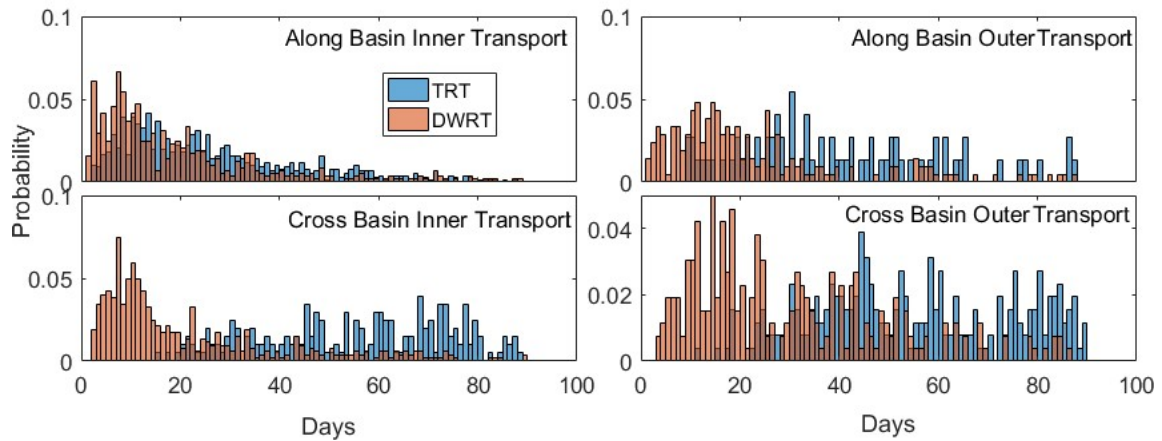 0.1
0.05
0
Along Basin Inner Transport
TRT
DWRT
Along Basin OuterTransport
0.1
0.05
0
Probability
0.1
0.05
0
0 20 40 60 80 100
Cross Basin Inner Transport
Days
Cross Basin OuterTransport
0.04
0.02
0
0 20 40 60 80 100
Days